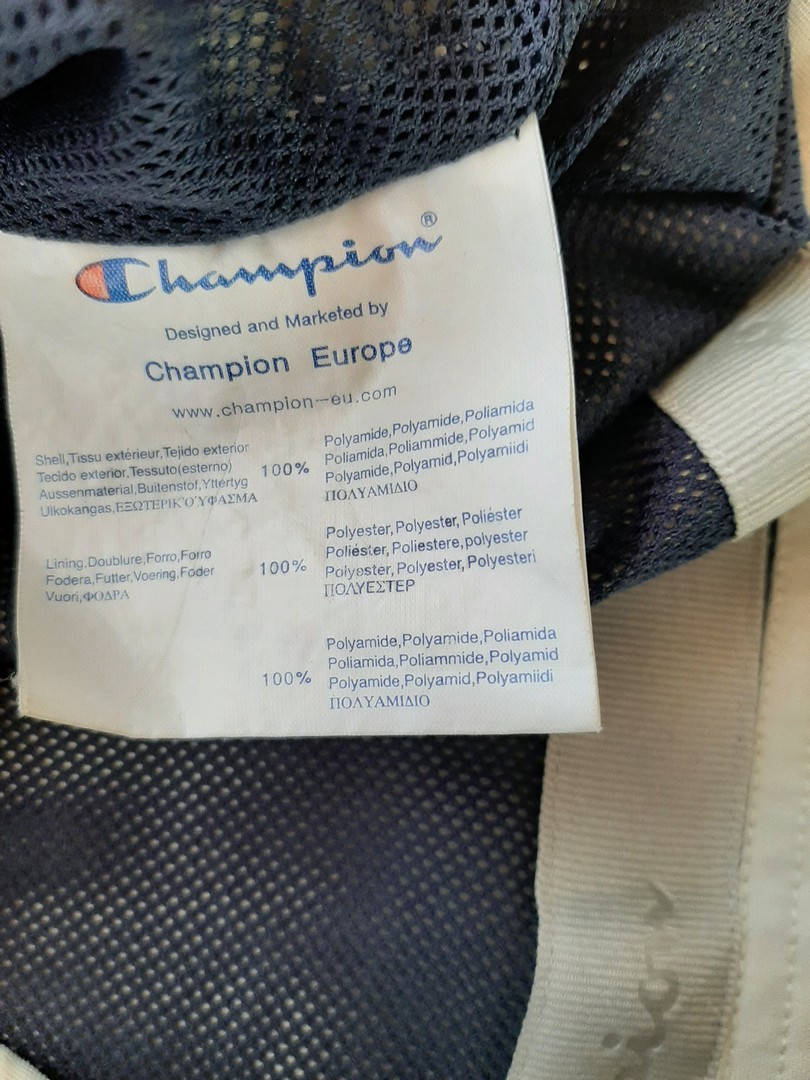 Champion®
Designed and Marketed by
Champion Europe
www.champion-eu.com
Shell,Tissu extérieur,Tejido exterior
Tecido exterior,Tessuto(esterno)
Aussenmaterial,Buitenstof,Yttertyg
Ulkokangas,ΕΞΩΤΕΡΙΚΌΎΦΑΣΜΑ
100%
Polyamide,Polyamide,Poliamida
Poliamida,Poliammide,Polyamid
Polyamide,Polyamid,Polyamiidi
ΠΟΛΥΑΜΙΔΙΟ
Lining.Doublure,Forro,Forro
Fodera,Futter,Voering,Foder
Vuori,ΦΟΔΡΑ
100%
Polyester,Polyester,Poliéster
Poliéster,Poliestere,polyester
Polyester,Polyester,Polyesteri
ΠΟΛΥΕΣΤΕΡ
100%
Polyamide,Polyamide,Poliamida
Poliamida,Poliammide,Polyamid
Polyamide,Polyamid,Polyamiidi
ΠΟΛΥΑΜΙΔΙΟ